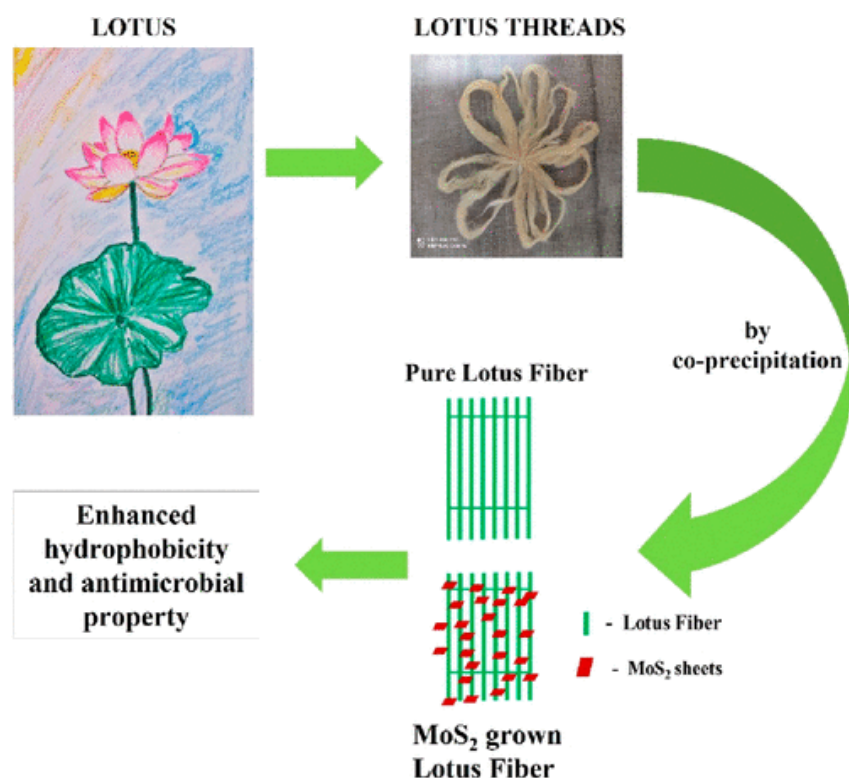 LOTUS
LOTUS THREADS
by
co-precipitation
Pure Lotus Fiber
Enhanced
hydrophobicity
and antimicrobial
property
- Lotus Fiber
- MoS₂ sheets
MoS₂ grown
Lotus Fiber